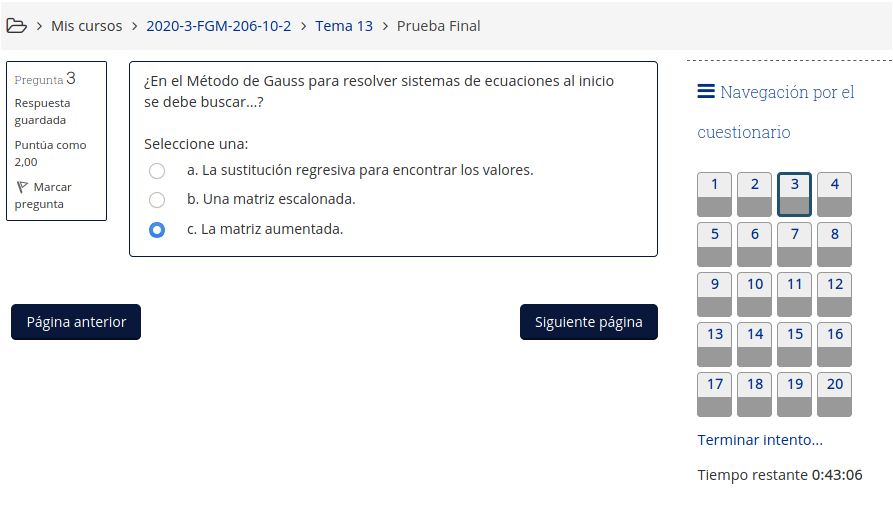 Mis cursos > 2020-3-FGM-206-10-2 > Tema 13 > Prueba Final
Pregunta 3
Respuesta
guardada
Puntúa como
2,00
Marcar
pregunta
¿En el Método de Gauss para resolver sistemas de ecuaciones al inicio
se debe buscar...?
Seleccione una:
a. La sustitución regresiva para encontrar los valores.
b. Una matriz escalonada.
c. La matriz aumentada.
Página anterior
Siguiente página
Navegación por el
cuestionario
1 2 3 4
5 6 7 8
9 10 11 12
13 14 15 16
17 18 19 20
Terminar intento...
Tiempo restante 0:43:06